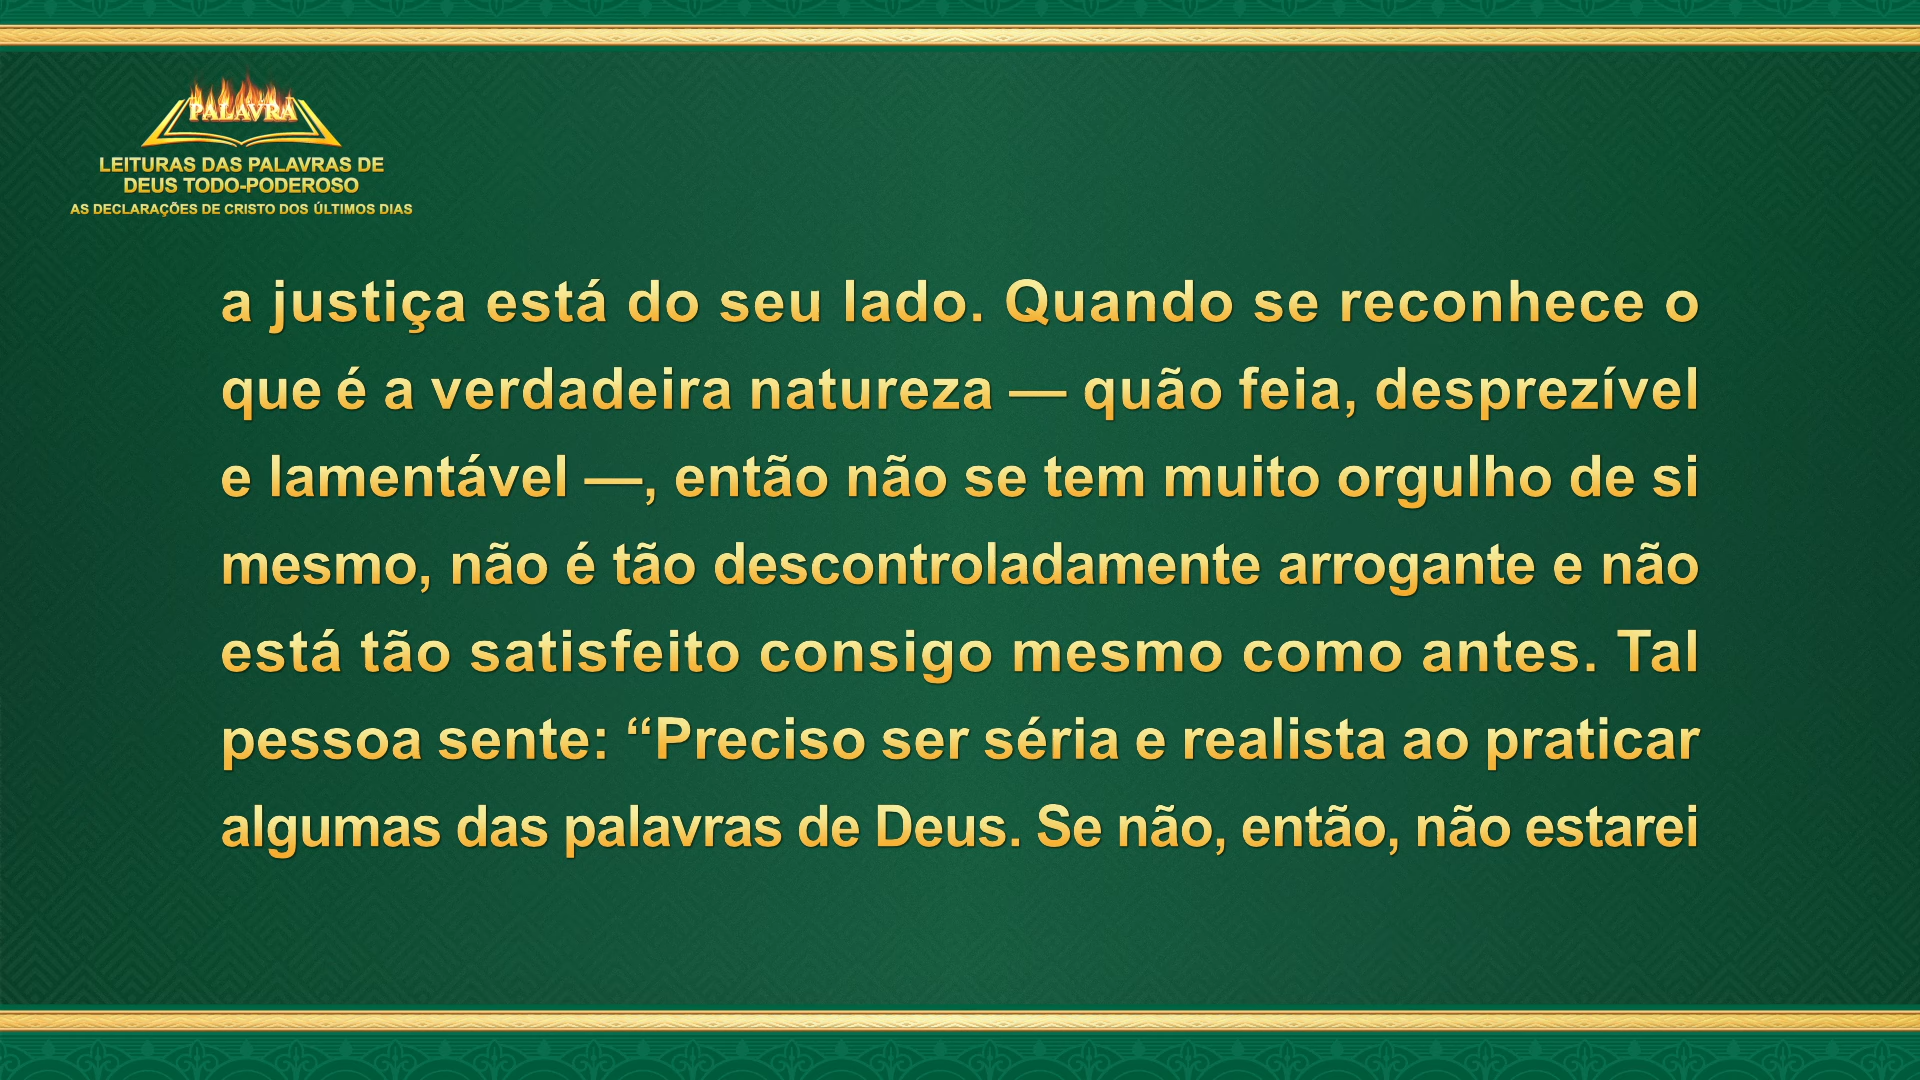 PALAVRA
LEITURAS DAS PALAVRAS DE
DEUS TODO-PODEROSO
AS DECLARAÇÕES DE CRISTO DOS ÚLTIMOS DIAS
a justiça está do seu lado. Quando se reconhece o
que é a verdadeira natureza — quão feia, desprezível
e lamentável —, então não se tem muito orgulho de si
mesmo, não é tão descontroladamente arrogante e não
está tão satisfeito consigo mesmo como antes. Tal
pessoa sente: “Preciso ser séria e realista ao praticar
algumas das palavras de Deus. Se não, então, não estarei